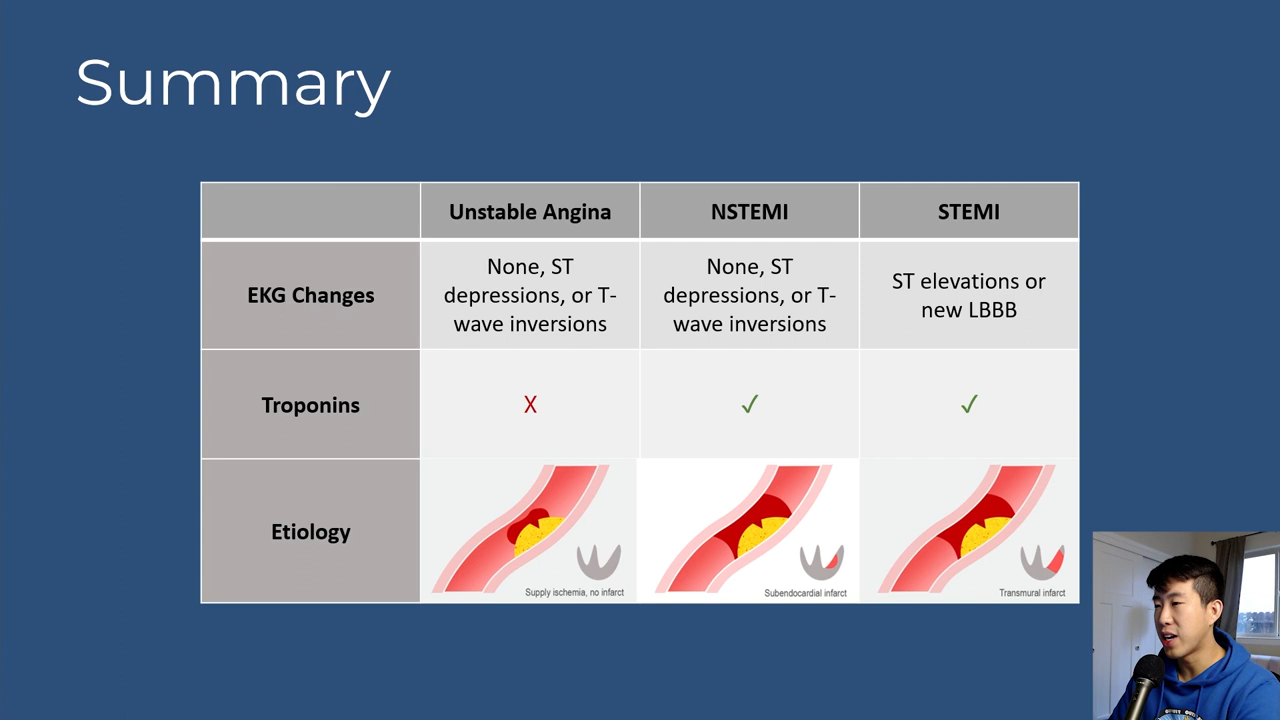 Summary
Unstable Angina
NSTEMI
STEMI
EKG Changes
None, ST
depressions, or T-
wave inversions
None, ST
depressions, or T-
wave inversions
ST elevations or
new LBBB
Troponins
X
✓
✓
Etiology
Supply ischemia, no infarct
Subendocardial infarct
Transmural infarct